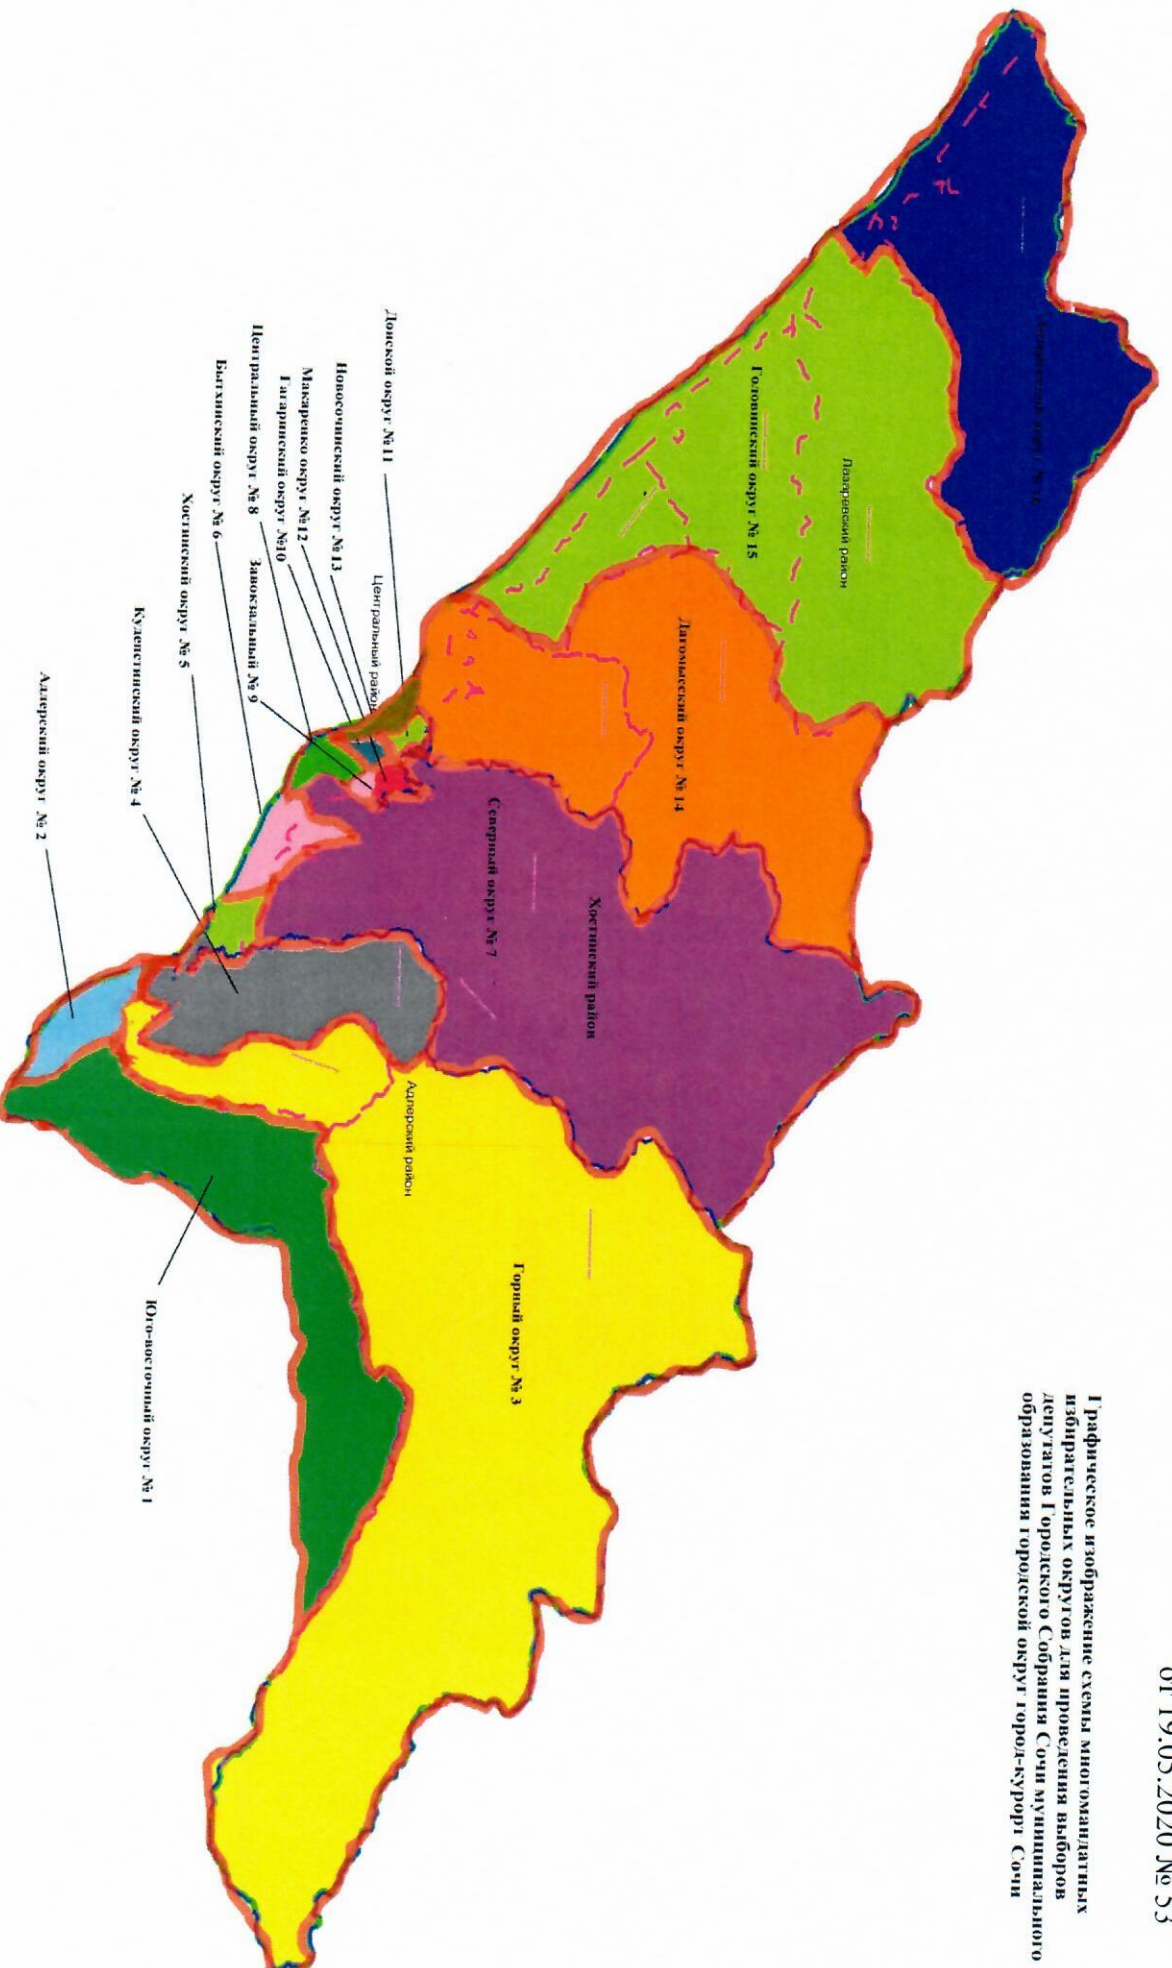 от 19.05.2020 № 53
Графическое изображение схемы многомандатных
избирательных округов для проведения выборов
депутатов Городского Собрания Сочи муниципального
образования городской округ город-курорт Сочи
Лазаревский район
Головинский округ № 15
Дагомысский округ № 14
Хостинский район
Северный округ № 7
Горный округ № 3
Адлерский район
Донской округ №11
Центральный район
Новосочинский округ № 13
Макаренко округ №12
Гагаринский округ №10
Центральный округ № 8
Завокзальный № 9
Бытхинский округ № 6
Хостинский округ № 5
Кудепстинский округ № 4
Адлерский округ № 2
Юго-восточный округ № 1